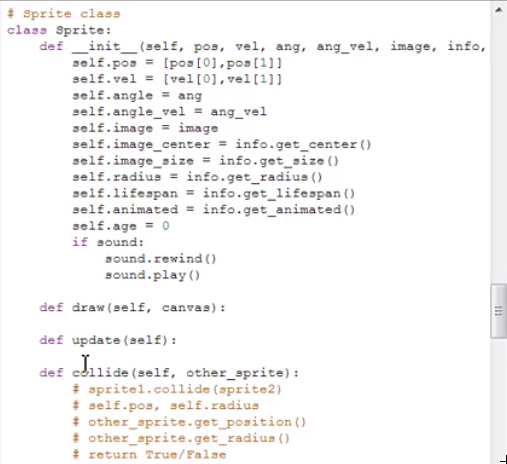 # Sprite class
class Sprite:
    def __init__(self, pos, vel, ang, ang_vel, image, info,
        self.pos = [pos[0],pos[1]]
        self.vel = [vel[0],vel[1]]
        self.angle = ang
        self.angle_vel = ang_vel
        self.image = image
        self.image_center = info.get_center()
        self.image_size = info.get_size()
        self.radius = info.get_radius()
        self.lifespan = info.get_lifespan()
        self.animated = info.get_animated()
        self.age = 0
        if sound:
            sound.rewind()
            sound.play()
    def draw(self, canvas):
    def update(self):
    def collide(self, other_sprite):
        # sprite1.collide(sprite2)
        # self.pos, self.radius
        # other_sprite.get_position()
        # other_sprite.get_radius()
        # return True/False